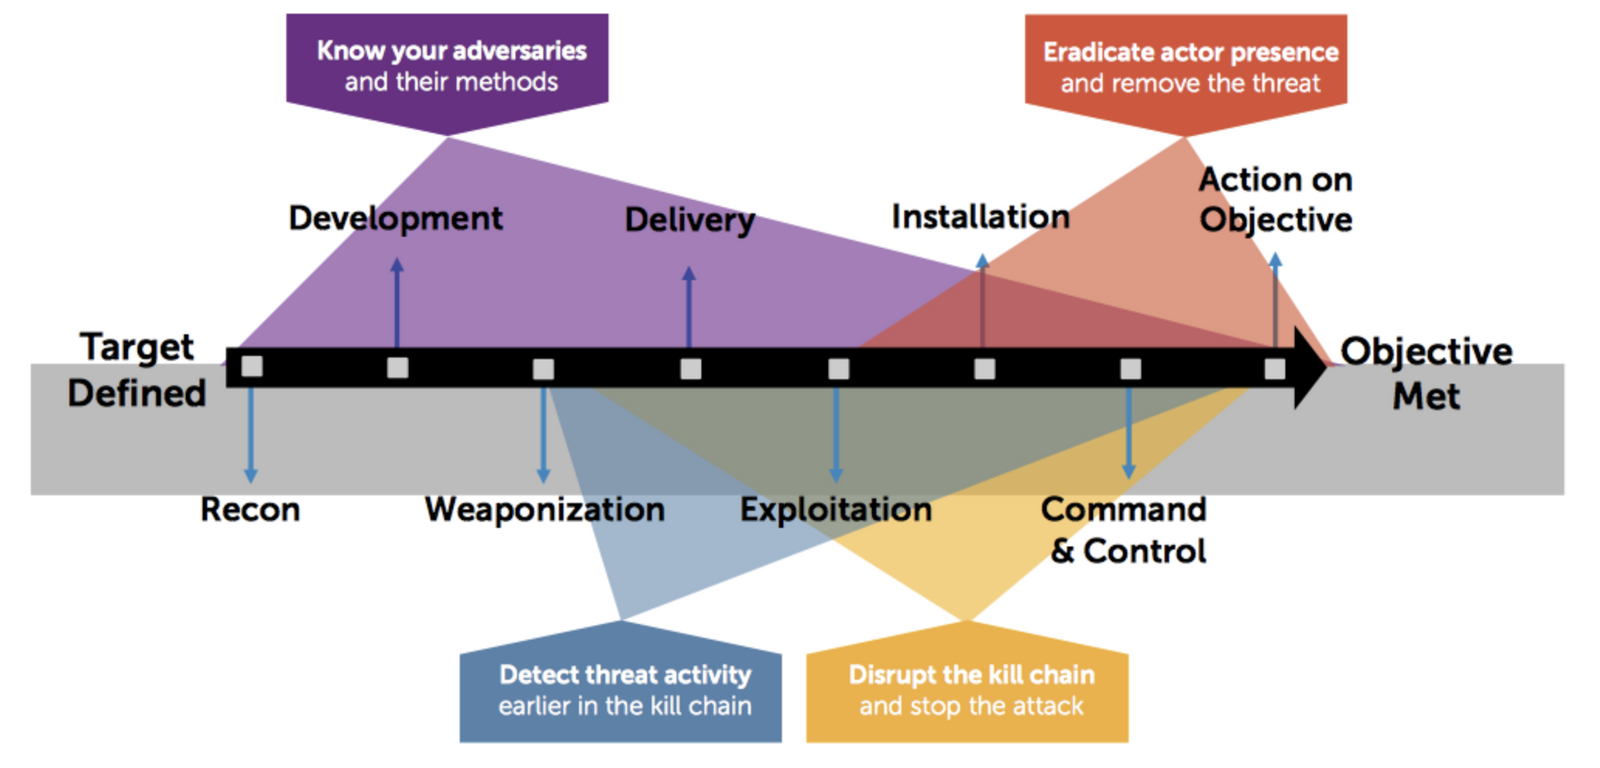 Know your adversaries
and their methods
Eradicate actor presence
and remove the threat
Development
Delivery
Installation
Action on
Objective
Target
Defined
Objective
Met
Recon
Weaponization
Exploitation
Command
& Control
Detect threat activity
earlier in the kill chain
Disrupt the kill chain
and stop the attack